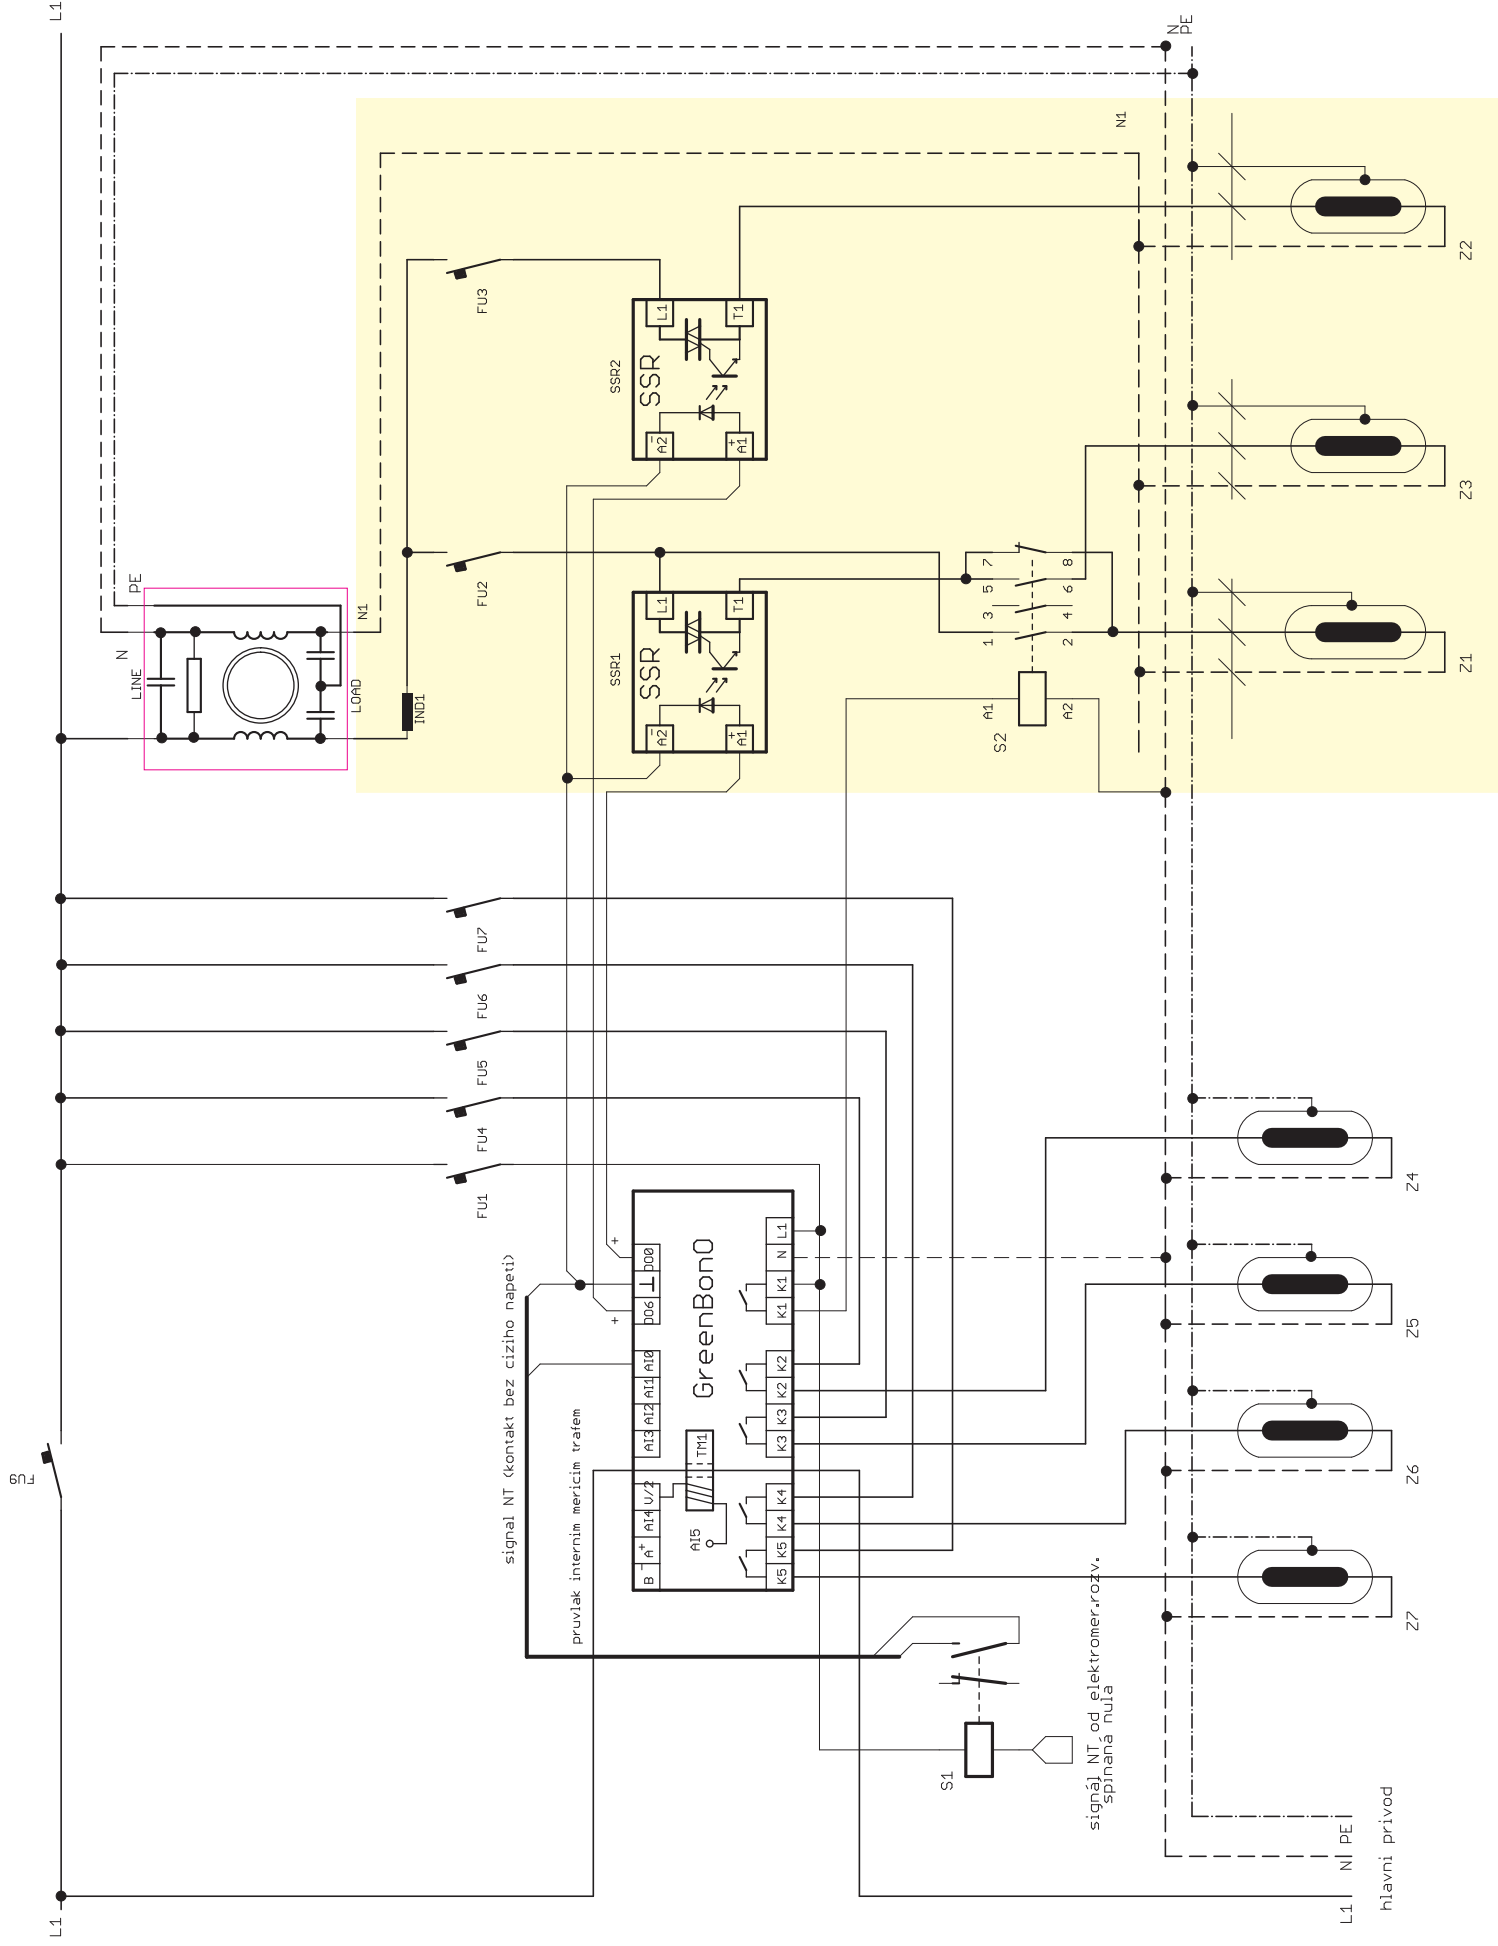 L1
FU9
L1
N
PE
LINE
LOAD
N
PE
N1
IND1
N1
FU1
FU4
FU5
FU6
FU7
FU2
FU3
SSR1
SSR
A2
-
A1
+
L1
T1
SSR2
SSR
A2
-
A1
+
L1
T1
signal NT (kontakt bez ciziho napeti)
pruvlak internim mericim trafem
GreenBonO
B
-
A
+
AI4
V/2
AI3
AI2
AI1
AI0
DO6
+
DO0
+
AI5
TM1
K5
K5
K4
K4
K3
K3
K2
K2
K1
K1
N
L1
S2
A1
A2
1
3
5
7
2
4
6
8
S1
signál NT od elektromer.rozv.
spínaná nula
Z7
Z6
Z5
Z4
Z1
Z3
Z2
L1
N
PE
hlavni privod